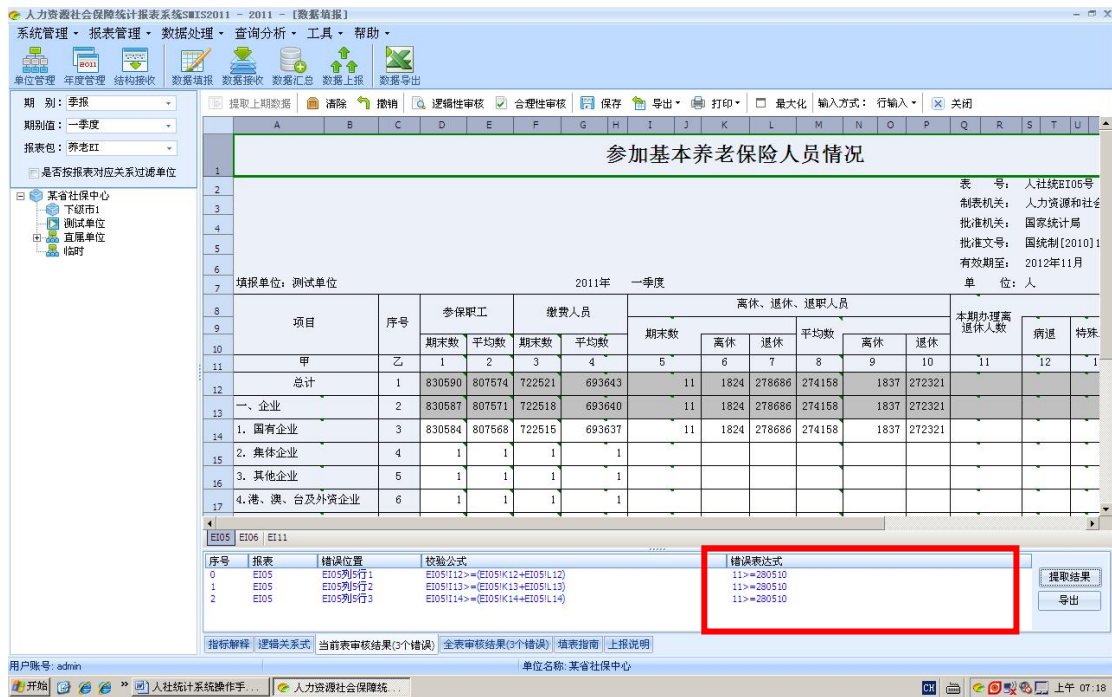 人力资源社会保障统计报表系统SMIS2011 - 2011 - [数据填报]
系统管理 报表管理 数据处理 查询分析 工具 帮助
2011
单位管理 年度管理 结构接收 数据填报 数据接收 数据汇总 数据上报 数据导出
期 别: 季报
期别值: 一季度
报表包: 养老EI
是否按报表对应关系过滤单位
某省社保中心
下级市1
测试单位
直属单位
临时
提取上期数据 清除 撤销 逻辑性审核 合理性审核 保存 导出 打印 最大化 输入方式: 行输入 关闭
A B C D E F G H I J K L M N O P Q R S T U
1 参加基本养老保险人员情况
2 表 号: 人社统EI05号
3 制表机关: 人力资源和社会
4 批准机关: 国家统计局
5 批准文号: 国统制[2010]1
6 有效期至: 2012年11月
7 填报单位: 测试单位 2011年 一季度 单 位: 人
8 项目 序号 参保职工 缴费人员 离休、退休、退职人员 本期办理离退休人数
9 期末数 平均数 病退 特殊
10 期末数 平均数 期末数 平均数 离休 退休 离休 退休
11 甲 乙 1 2 3 4 5 6 7 8 9 10 11 12 1
12 总计 1 830590 807574 722521 693643 11 1824 278686 274158 1837 272321
13 一、企业 2 830587 807571 722518 693640 11 1824 278686 274158 1837 272321
14 1. 国有企业 3 830584 807568 722515 693637 11 1824 278686 274158 1837 272321
15 2. 集体企业 4 1 1 1 1
16 3. 其他企业 5 1 1 1 1
17 4.港、澳、台及外资企业 6 1 1 1 1
EI05 EI06 EI11
序号 报表 错误位置 校验公式 错误表达式
0 EI05 EI05列5行1 EI05!I12>=(EI05!K12+EI05!L12) 11>=280510
1 EI05 EI05列5行2 EI05!I13>=(EI05!K13+EI05!L13) 11>=280510
2 EI05 EI05列5行3 EI05!I14>=(EI05!K14+EI05!L14) 11>=280510
提取结果
导出
指标解释 逻辑关系式 当前表审核结果(3个错误) 全表审核结果(3个错误) 填表指南 上报说明
用户账号: admin 单位名称: 某省社保中心
开始 人社统计系统操作手... 人力资源社会保障统... CH 上午 07:18